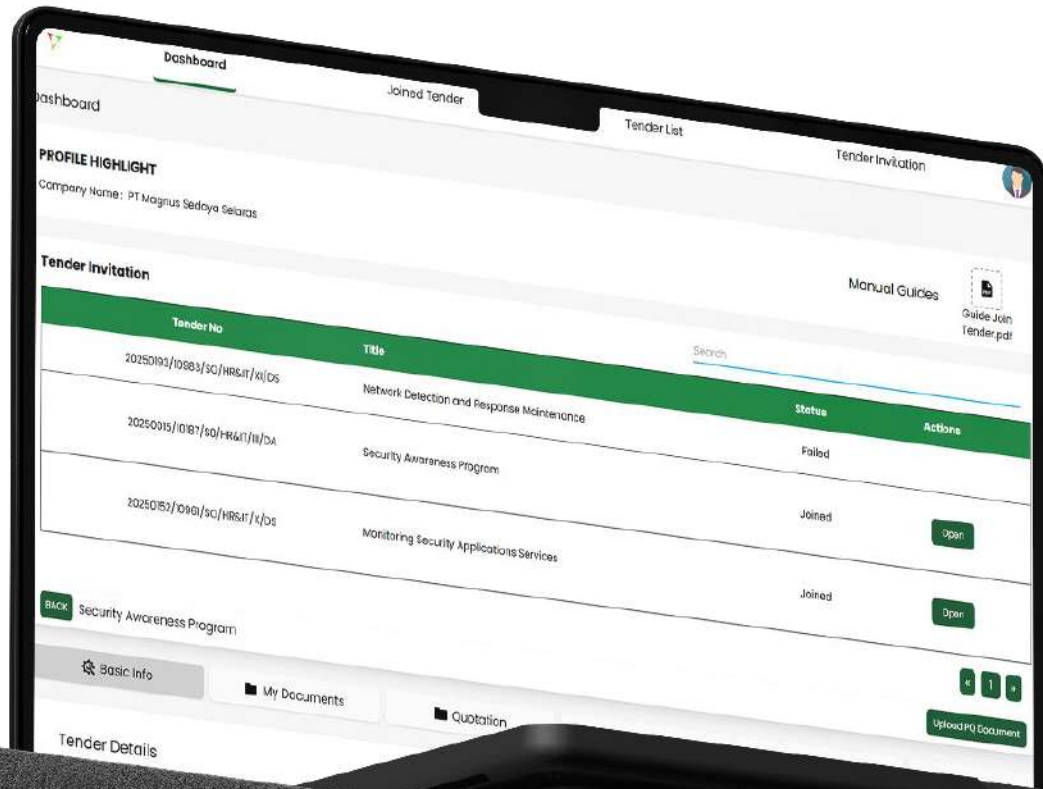 Dashboard
Joined Tender
Tender List
Tender Invitation
Dashboard
PROFILE HIGHLIGHT
Company Name : PT Magnus Sedaya Selaras
Manual Guides
Guide Join
Tender.pdf
Tender Invitation
Search
Tender No Title Status Actions
20250193/10983/SO/HR&IT/XI/DS Network Detection and Response Maintenance Failed
20250015/10187/SO/HR&IT/III/DA Security Awareness Program Joined Open
20250152/10961/SO/HR&IT/X/DS Monitoring Security Applications Services Joined Open
« 1 »
BACK Security Awareness Program
Upload PQ Document
Basic Info
My Documents
Quotation
Tender Details